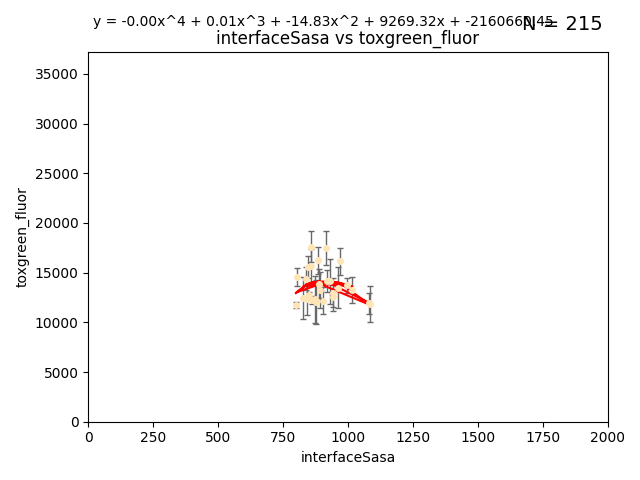 y = -0.00x^4 + 0.01x^3 + -14.83x^2 + 9269.32x + -2160660.45
N = 215
interfaceSasa vs toxgreen_fluor
35000
30000
25000
20000
15000
10000
5000
0
toxgreen_fluor
0 250 500 750 1000 1250 1500 1750 2000
interfaceSasa